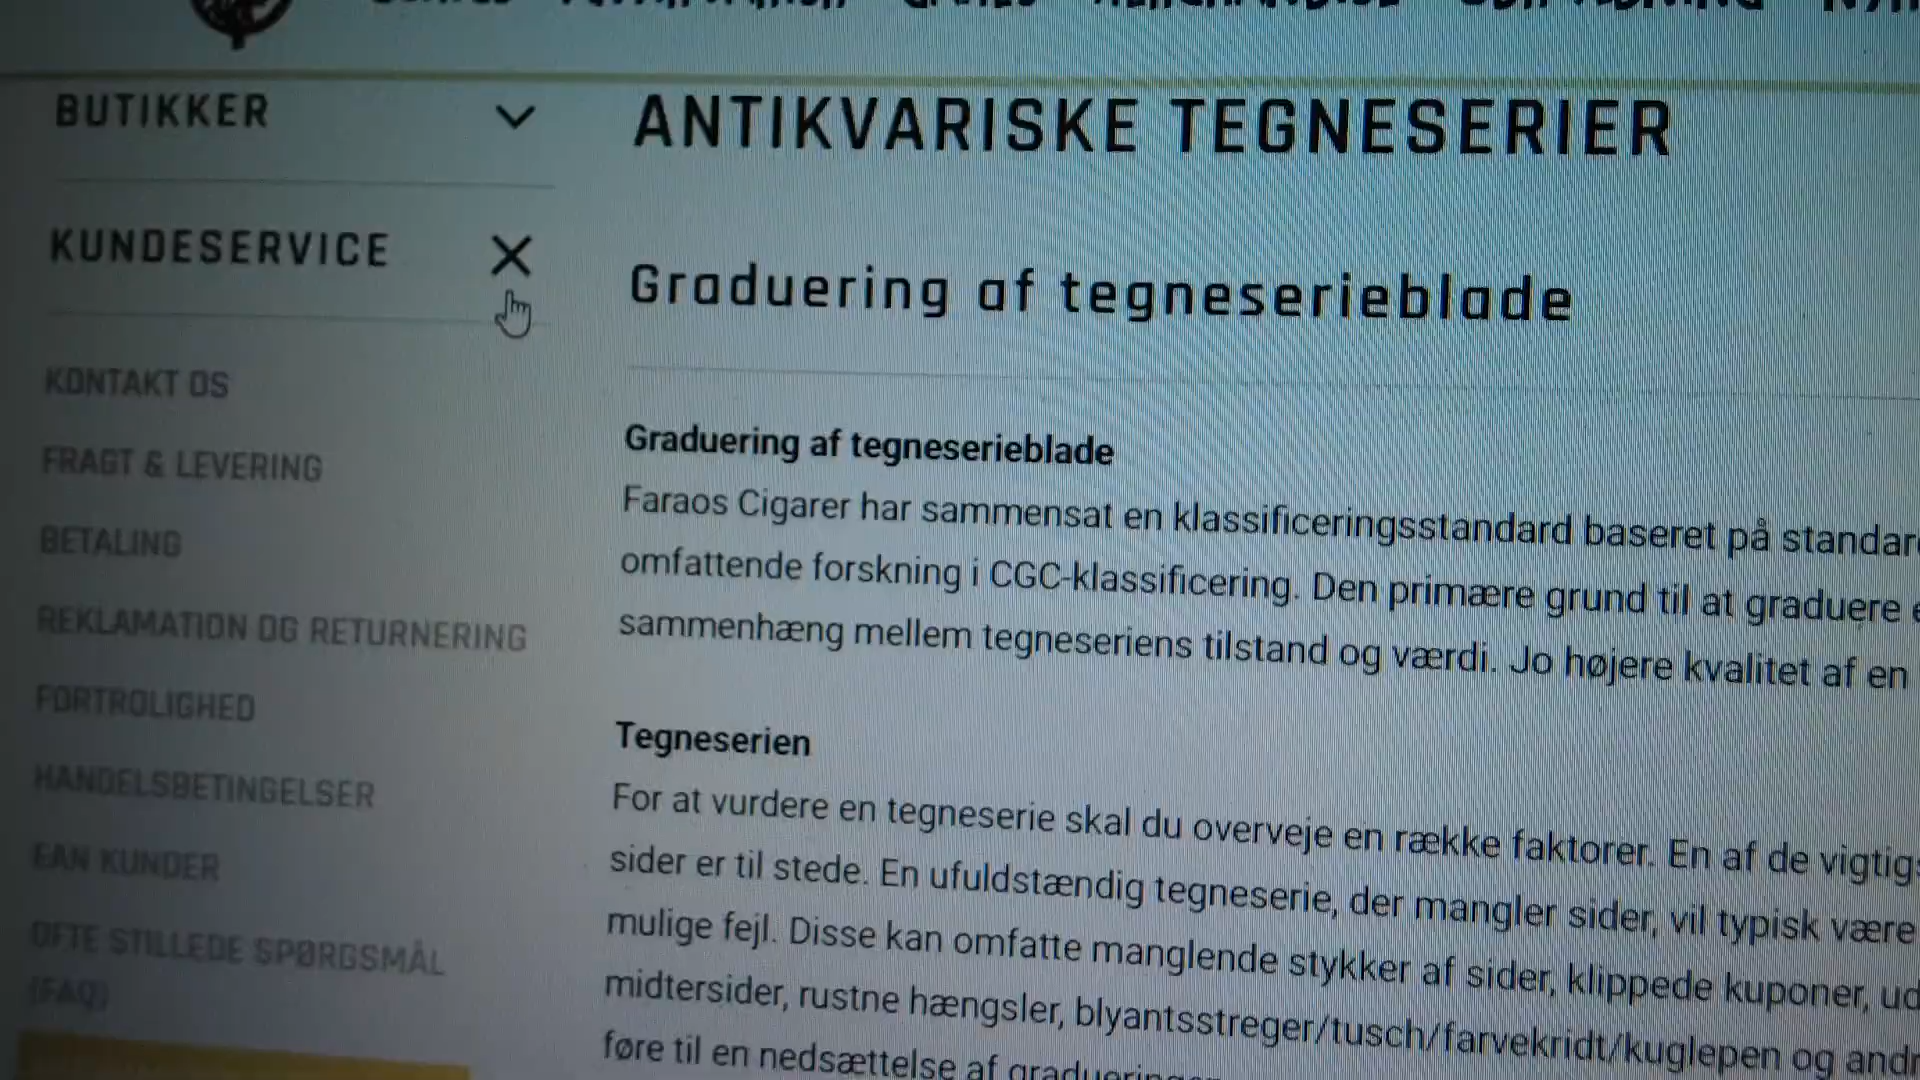 BUTIKKER
KUNDESERVICE
KONTAKT OS
FRAGT & LEVERING
BETALING
REKLAMATION OG RETURNERING
FORTROLIGHED
HANDELSBETINGELSER
EAN KUNDER
OFTE STILLEDE SPØRGSMÅL
(FAQ)
ANTIKVARISKE TEGNESERIER
Graduering af tegneserieblade
Graduering af tegneserieblade
Faraos Cigarer har sammensat en klassificeringsstandard baseret på
omfattende forskning i CGC-klassificering. Den primære grund til at graduere
sammenhæng mellem tegneseriens tilstand og værdi. Jo højere kvalitet af en
Tegneserien
For at vurdere en tegneserie skal du overveje en række faktorer. En af de
sider er til stede. En ufuldstændig tegneserie, der mangler sider, vil typisk være
mulige fejl. Disse kan omfatte manglende stykker af sider, klippede kuponer,
midtersider, rustne hængsler, blyantsstreger/tusch/farvekridt/kuglepen og
føre til en nedsættelse af